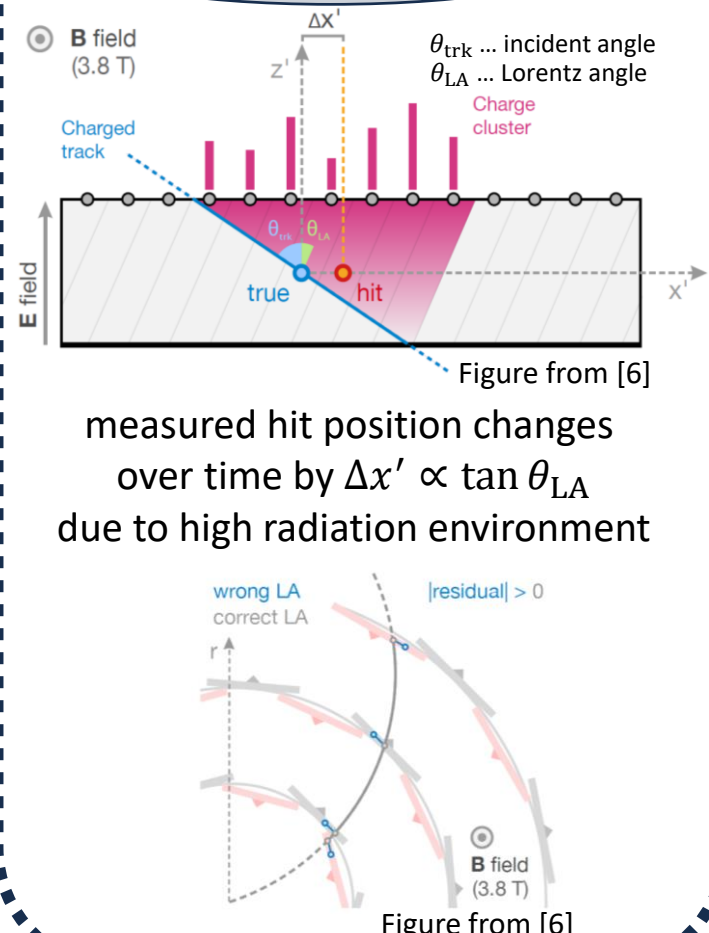 Δx'
B field
(3.8 T)
z'
θtrk … incident angle
θLA … Lorentz angle
Charge
cluster
Charged
track
θtrk θLA
E field
true
hit
x'
Figure from [6]
measured hit position changes
over time by Δx′ ∝ tan θLA
due to high radiation environment
wrong LA
correct LA
|residual| > 0
r
B field
(3.8 T)
Figure from [6]